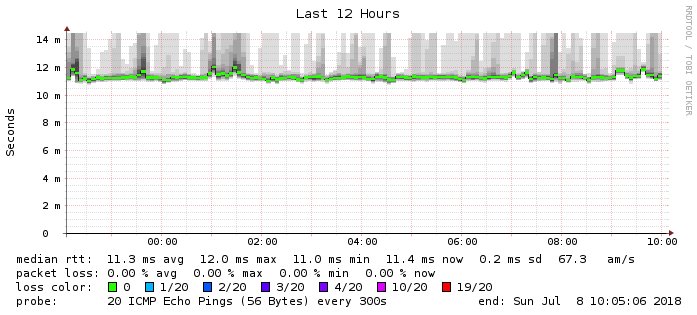 Last 12 Hours
RRDTOOL / TOBI OETIKER
Seconds
14 m
12 m
10 m
8 m
6 m
4 m
2 m
0
00:00 02:00 04:00 06:00 08:00 10:00
median rtt: 11.3 ms avg 12.0 ms max 11.0 ms min 11.4 ms now 0.2 ms sd 67.3 am/s
packet loss: 0.00 % avg 0.00 % max 0.00 % min 0.00 % now
loss color: 0 1/20 2/20 3/20 4/20 10/20 19/20
probe: 20 ICMP Echo Pings (56 Bytes) every 300s end: Sun Jul 8 10:05:06 2018